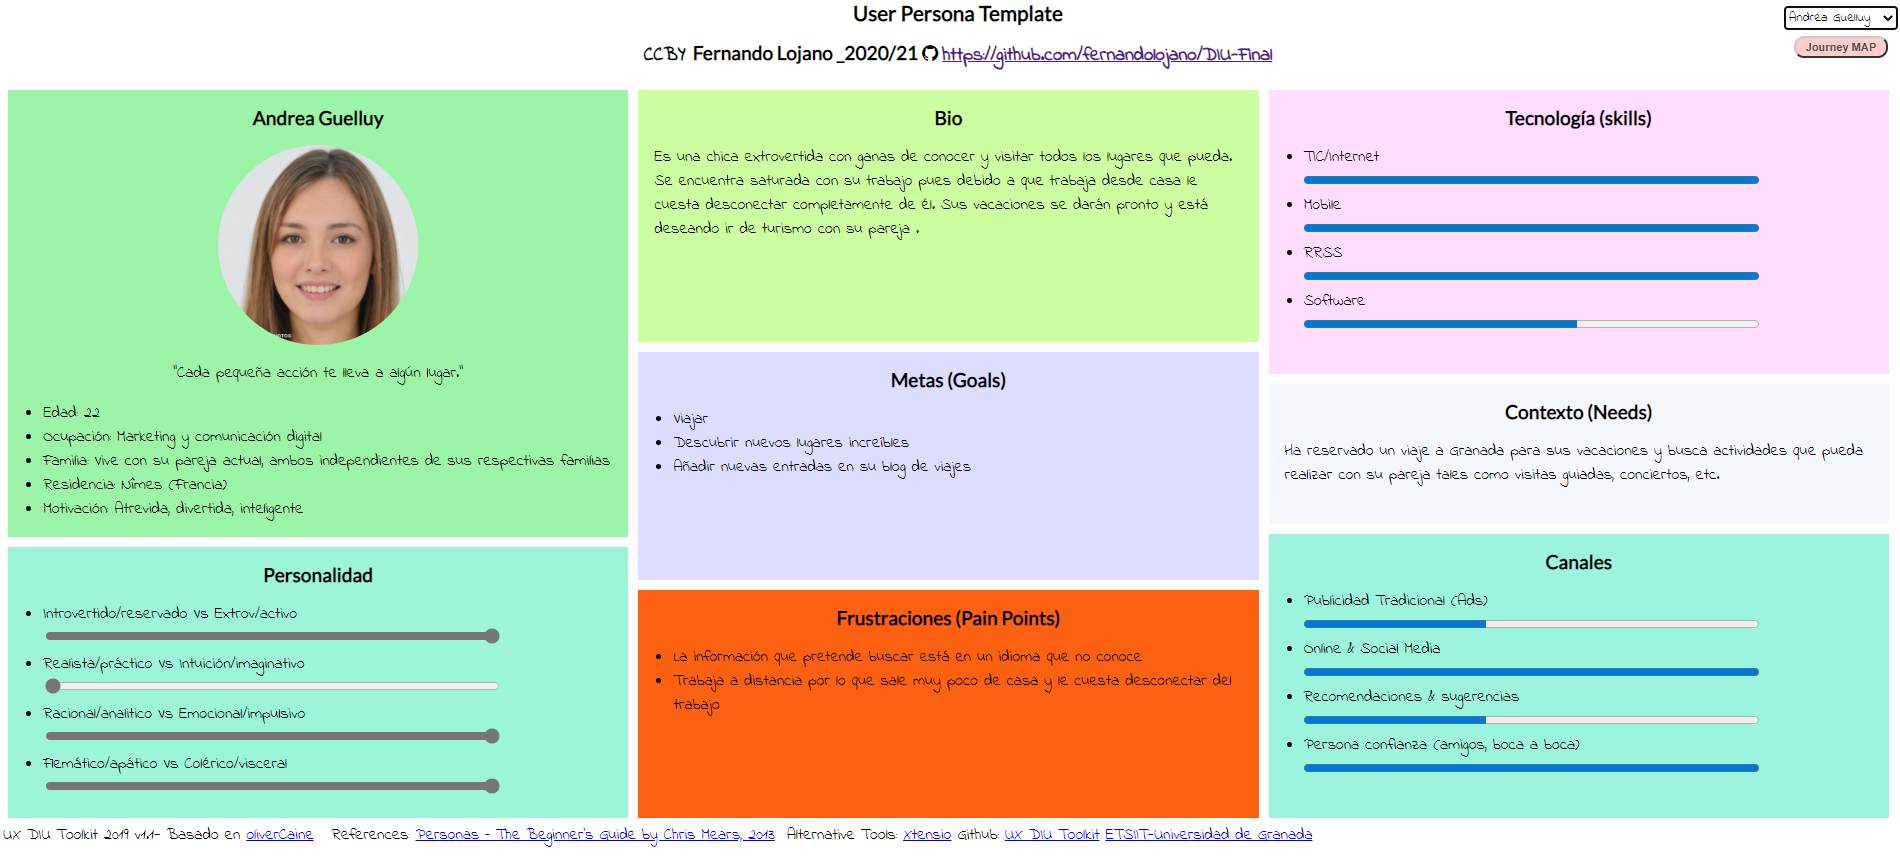 User Persona Template
Andrea Guelluy
CCBY Fernando Lojano _2020/21 https://github.com/fernandolojano/DIU-Final
Journey MAP
Andrea Guelluy
"Cada pequeña acción te lleva a algún lugar."
Edad: 22
Ocupación: Marketing y comunicación digital
Familia: Vive con su pareja actual, ambos independientes de sus respectivas familias
Residencia: Nîmes (Francia)
Motivación: Atrevida, divertida, inteligente
Personalidad
Introvertido/reservado Vs Extrov/activo
Realista/práctico Vs Intuición/imaginativo
Racional/analítico Vs Emocional/impulsivo
Flemático/apático Vs Colérico/visceral
Bio
Es una chica extrovertida con ganas de conocer y visitar todos los lugares que pueda.
Se encuentra saturada con su trabajo pues debido a que trabaja desde casa le
cuesta desconectar completamente de él. Sus vacaciones se darán pronto y está
deseando ir de turismo con su pareja .
Metas (Goals)
Viajar
Descubrir nuevos lugares increíbles
Añadir nuevas entradas en su blog de viajes
Frustraciones (Pain Points)
La información que pretende buscar está en un idioma que no conoce
Trabaja a distancia por lo que sale muy poco de casa y le cuesta desconectar del
trabajo
Tecnología (skills)
TIC/Internet
Mobile
RRSS
Software
Contexto (Needs)
Ha reservado un viaje a Granada para sus vacaciones y busca actividades que pueda
realizar con su pareja tales como visitas guiadas, conciertos, etc.
Canales
Publicidad Tradicional (Ads)
Online & Social Media
Recomendaciones & sugerencias
Persona confianza (amigos, boca a boca)
UX DIU Toolkit 2019 v1.1- Basado en oliverCaine References: Personas - The Beginner's Guide by Chris Mears, 2013 Alternative Tools: Xtensio Github: UX DIU Toolkit ETSIIT-Universidad de Granada